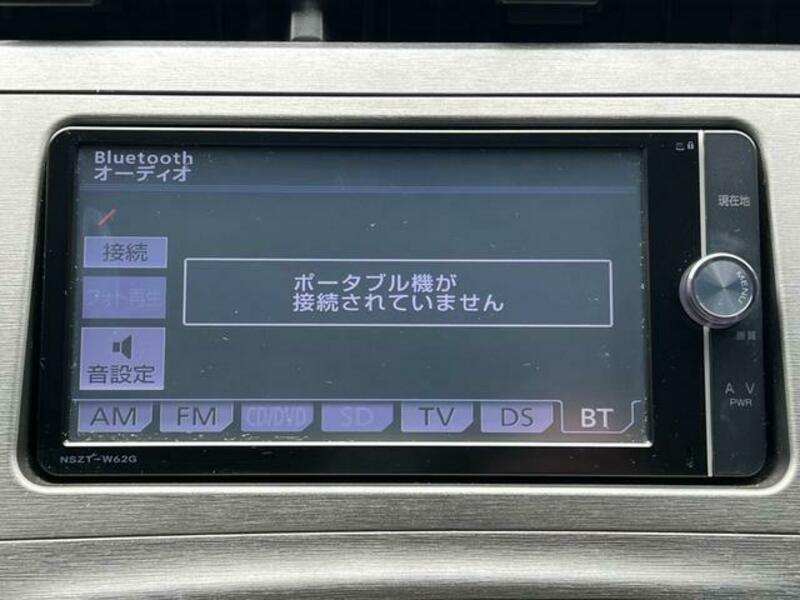 Bluetooth
オーディオ
接続
フォト再生
音設定
ポータブル機が
接続されていません
AM FM CD/DVD SD TV DS BT
NSZT-W62G
現在地
MENU
画質
A V
PWR